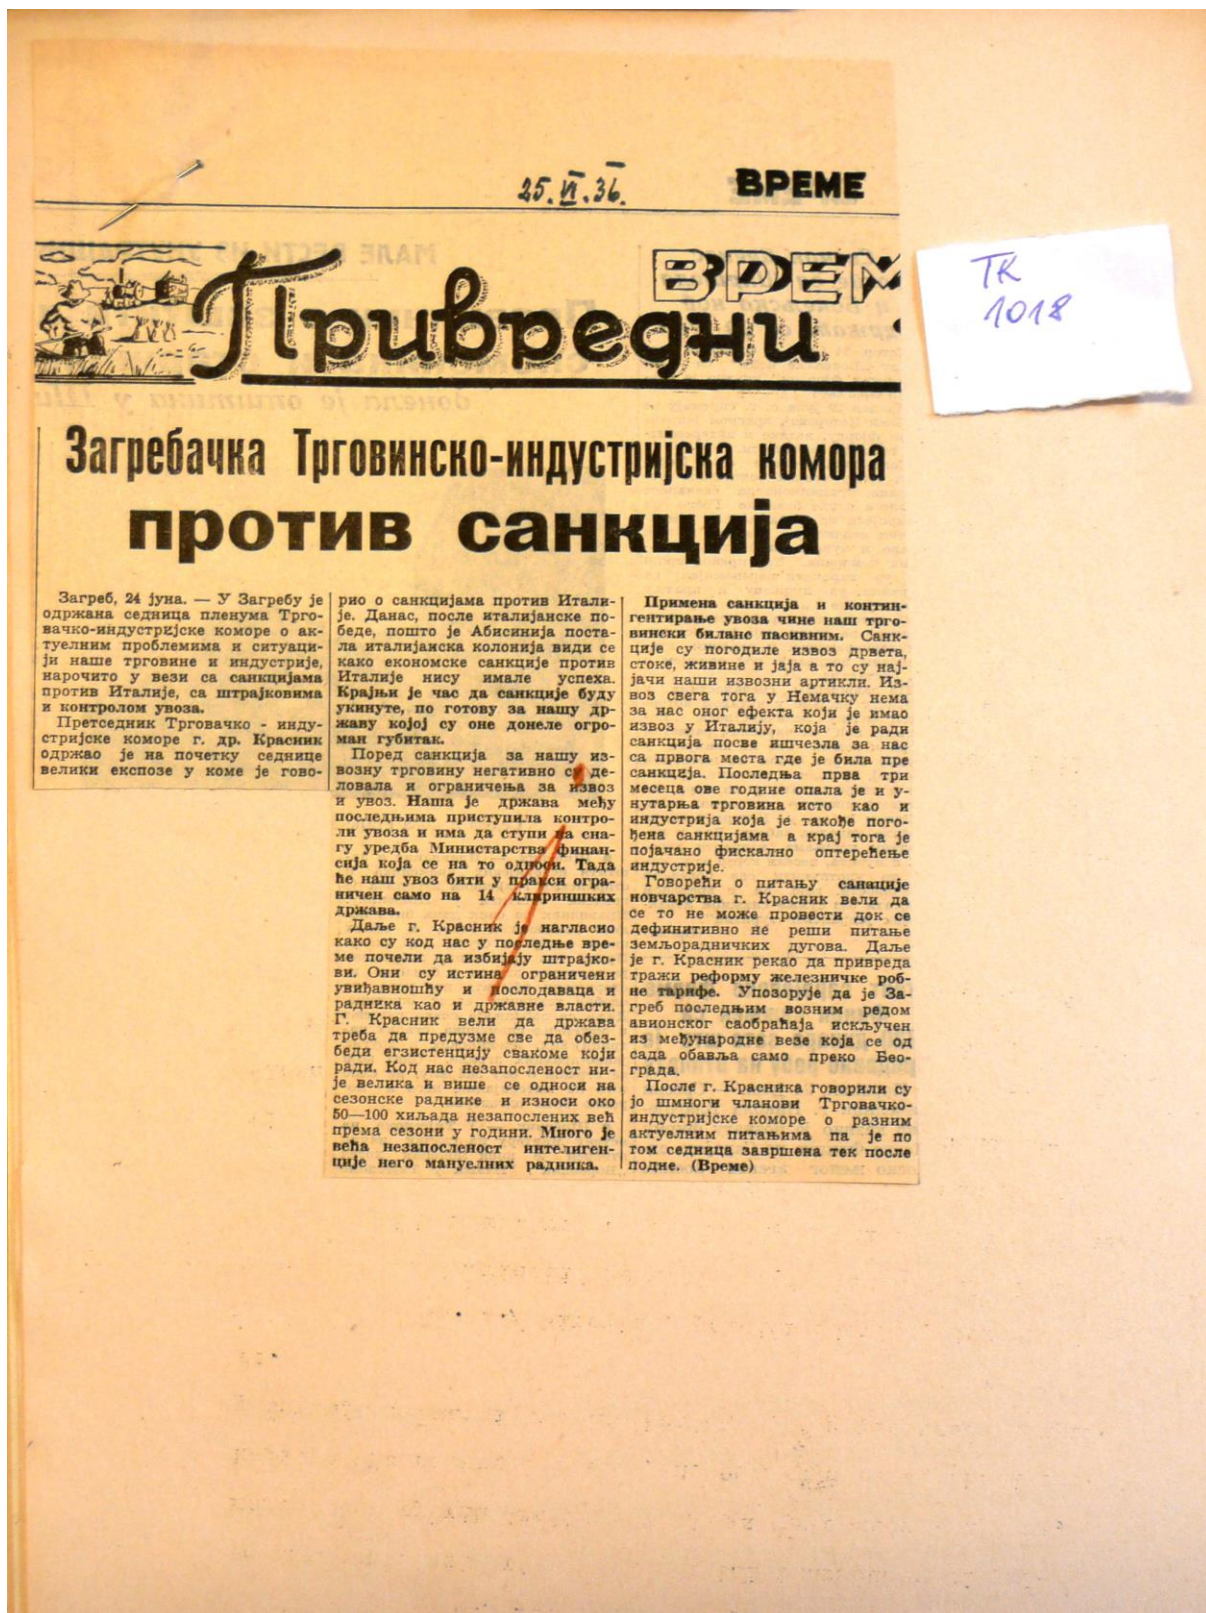 25.VI.36.
ВРЕМЕ
ТК
1018
ВРЕМ
Привредни
Загребачка Трговинско-индустријска комора
против санкција
Загреб, 24 јуна. — У Загребу је
одржана седница пленума Трго-
вачко-индустријске коморе о ак-
туелним проблемима и ситуаци-
ји наше трговине и индустрије,
нарочито у вези са санкцијама
против Италије, са штрајковима
и контролом увоза.
Претседник Трговачко - инду-
стријске коморе г. др. Красник
одржао је на почетку седнице
велики експозе у коме је гово-
рио о санкцијама против Итали-
је. Данас, после италијанске по-
беде, пошто је Абисинија поста-
ла италијанска колонија види се
како економске санкције против
Италије нису имале успеха.
Крајњи је час да санкције буду
укинуте, по готову за нашу др-
жаву којој су оне донеле огро-
ман губитак.
Поред санкција за нашу из-
возну трговину негативно су де-
ловала и ограничења за извоз
и увоз. Наша је држава међу
последњима приступила контро-
ли увоза и има да ступи на сна-
гу уредба Министарства финан-
сија која се на то односи. Тада
ће наш увоз бити у пракси огра-
ничен само на 14 клириншких
држава.
Даље г. Красник је нагласио
како су код нас у последње вре-
ме почели да избијају штрајко-
ви. Они су истина ограничени
увиђавношћу и послодаваца и
радника као и државне власти.
Г. Красник вели да држава
треба да предузме све да обез-
беди егзистенцију свакоме који
ради. Код нас незапосленост ни-
је велика и више се односи на
сезонске раднике и износи око
50—100 хиљада незапослених већ
према сезони у години. Много је
већа незапосленост интелиген-
ције него мануелних радника.
Примена санкција и контин-
гентирање увоза чине наш трго-
вински биланс пасивним. Санк-
ције су погодиле извоз дрвета,
стоке, живине и јаја а то су нај-
јачи наши извозни артикли. Из-
воз свега тога у Немачку нема
за нас оног ефекта који је имао
извоз у Италију, која је ради
санкција посве ишчезла за нас
са првога места где је била пре
санкција. Последња прва три
месеца ове године опала је и у-
нутарња трговина исто као и
индустрија која је такође пого-
ђена санкцијама а крај тога је
појачано фискално оптерећење
индустрије.
Говорећи о питању санације
новчарства г. Красник вели да
се то не може провести док се
дефинитивно не реши питање
земљорадничких дугова. Даље
је г. Красник рекао да привреда
тражи реформу железничке роб-
не тарифе. Упозорује да је За-
греб последњим возним редом
авионског саобраћаја искључен
из међународне везе која се од
сада обавља само преко Бео-
града.
После г. Красника говорили су
јо шмноги чланови Трговачко-
индустријске коморе о разним
актуелним питањима па је по
том седница завршена тек после
подне. (Време)